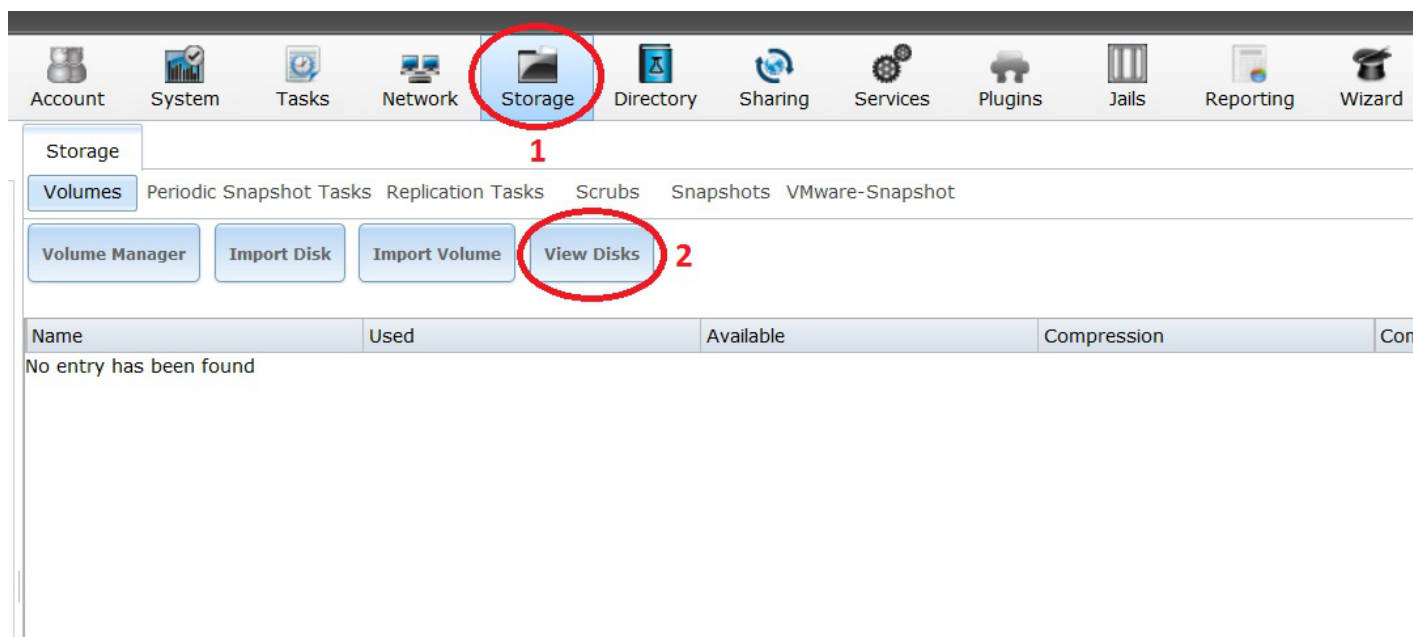 Account System Tasks Network Storage Directory Sharing Services Plugins Jails Reporting Wizard
Storage 1
Volumes Periodic Snapshot Tasks Replication Tasks Scrubs Snapshots VMware-Snapshot
Volume Manager Import Disk Import Volume View Disks 2
Name Used Available Compression
No entry has been found